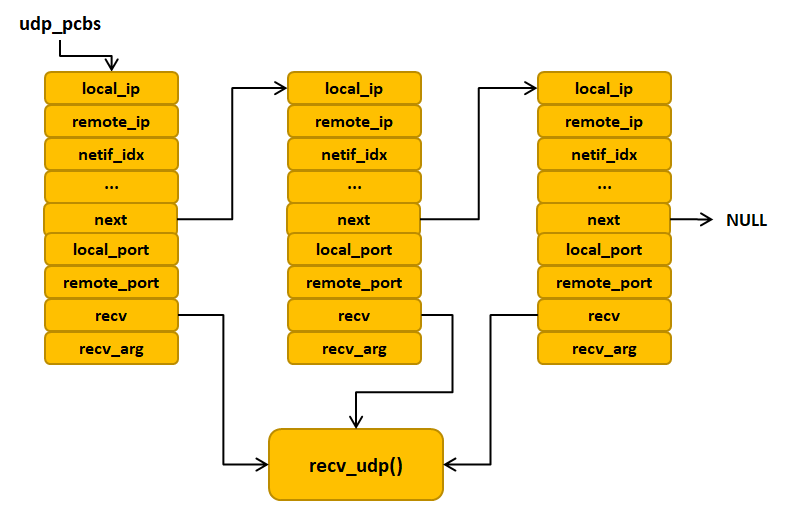 udp_pcbs
local_ip
remote_ip
netif_idx
...
next
local_port
remote_port
recv
recv_arg
local_ip
remote_ip
netif_idx
...
next
local_port
remote_port
recv
recv_arg
local_ip
remote_ip
netif_idx
...
next
local_port
remote_port
recv
recv_arg
NULL
recv_udp()